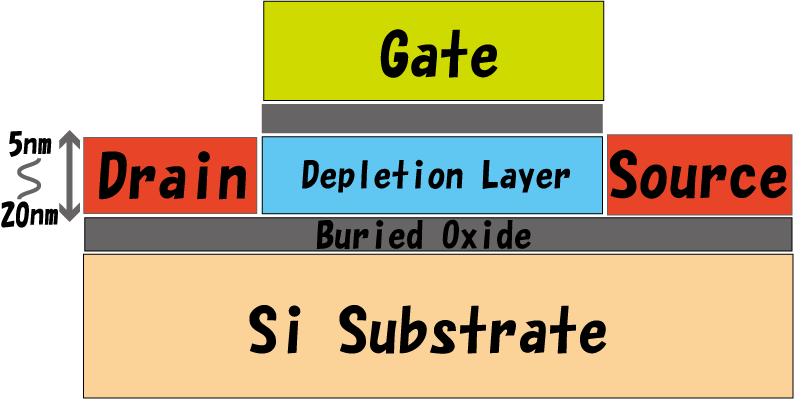 Gate
5nm
20nm
Drain
Depletion Layer
Source
Buried Oxide
Si Substrate